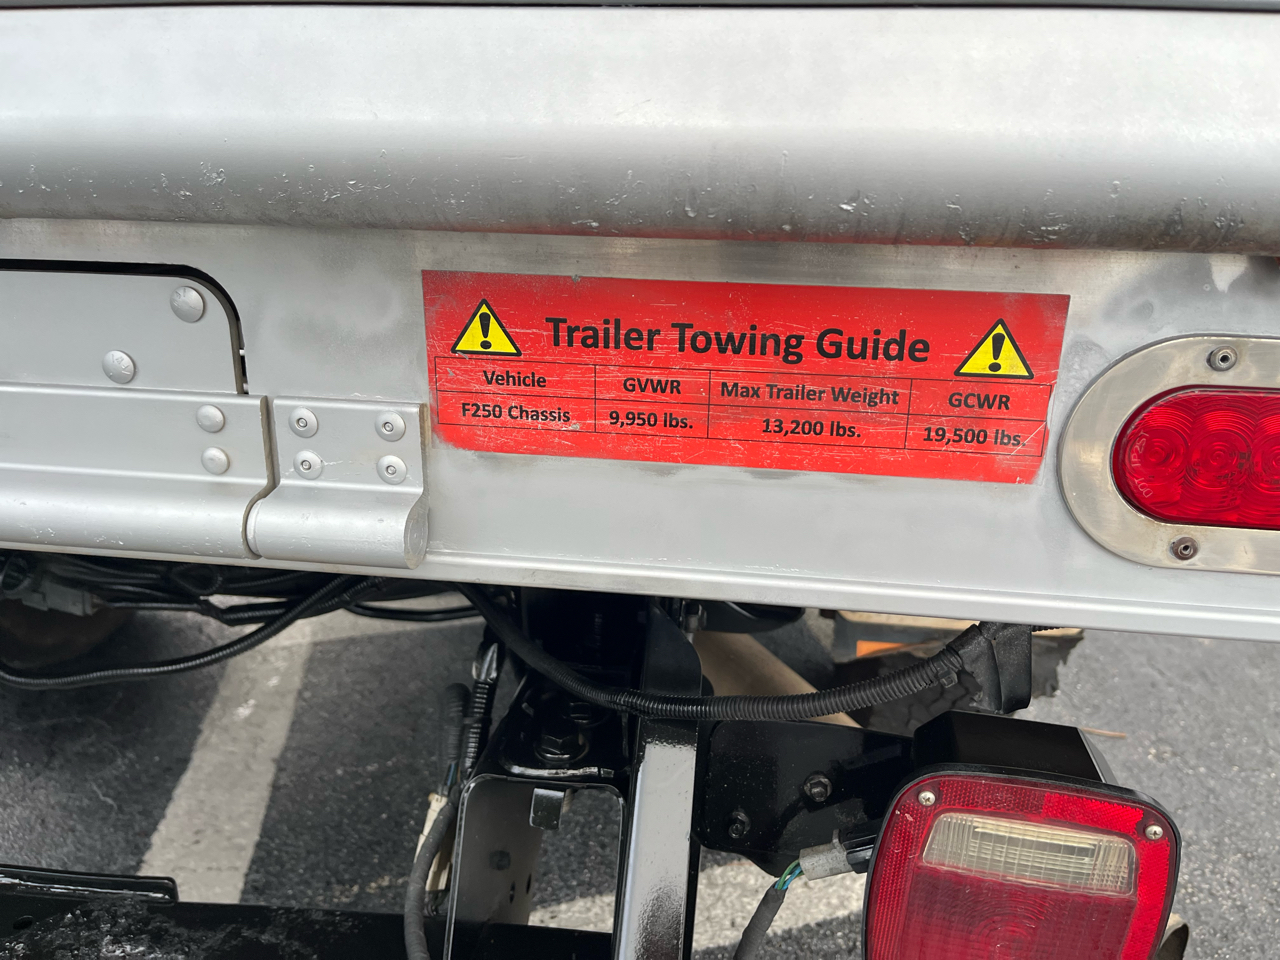 Trailer Towing Guide
Vehicle GVWR Max Trailer Weight GCWR
F250 Chassis 9,950 lbs. 13,200 lbs. 19,500 lbs.